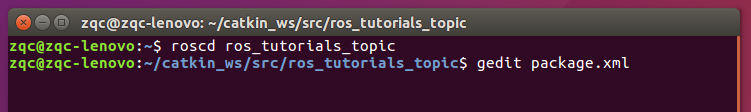 zqc@zqc-lenovo: ~/catkin_ws/src/ros_tutorials_topic
zqc@zqc-lenovo:~$ roscd ros_tutorials_topic
zqc@zqc-lenovo:~/catkin_ws/src/ros_tutorials_topic$ gedit package.xml